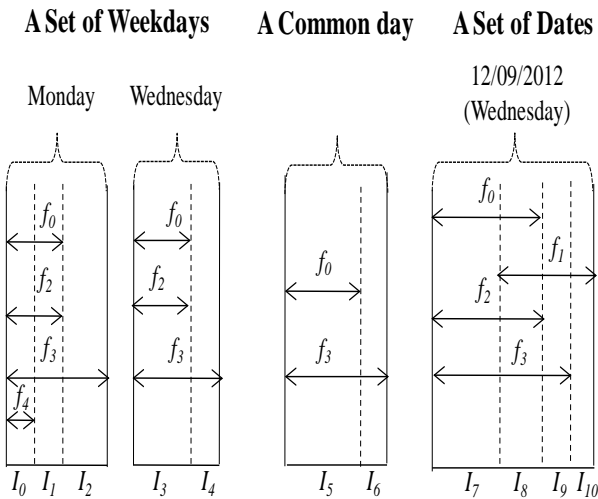 A Set of Weekdays A Common day A Set of Dates
12/09/2012
(Wednesday)
Monday Wednesday
f0 f0 f0 f0
f1
f2 f2 f2
f3 f3 f3 f3
f4
I0 I1 I2 I3 I4 I5 I6 I7 I8 I9 I10